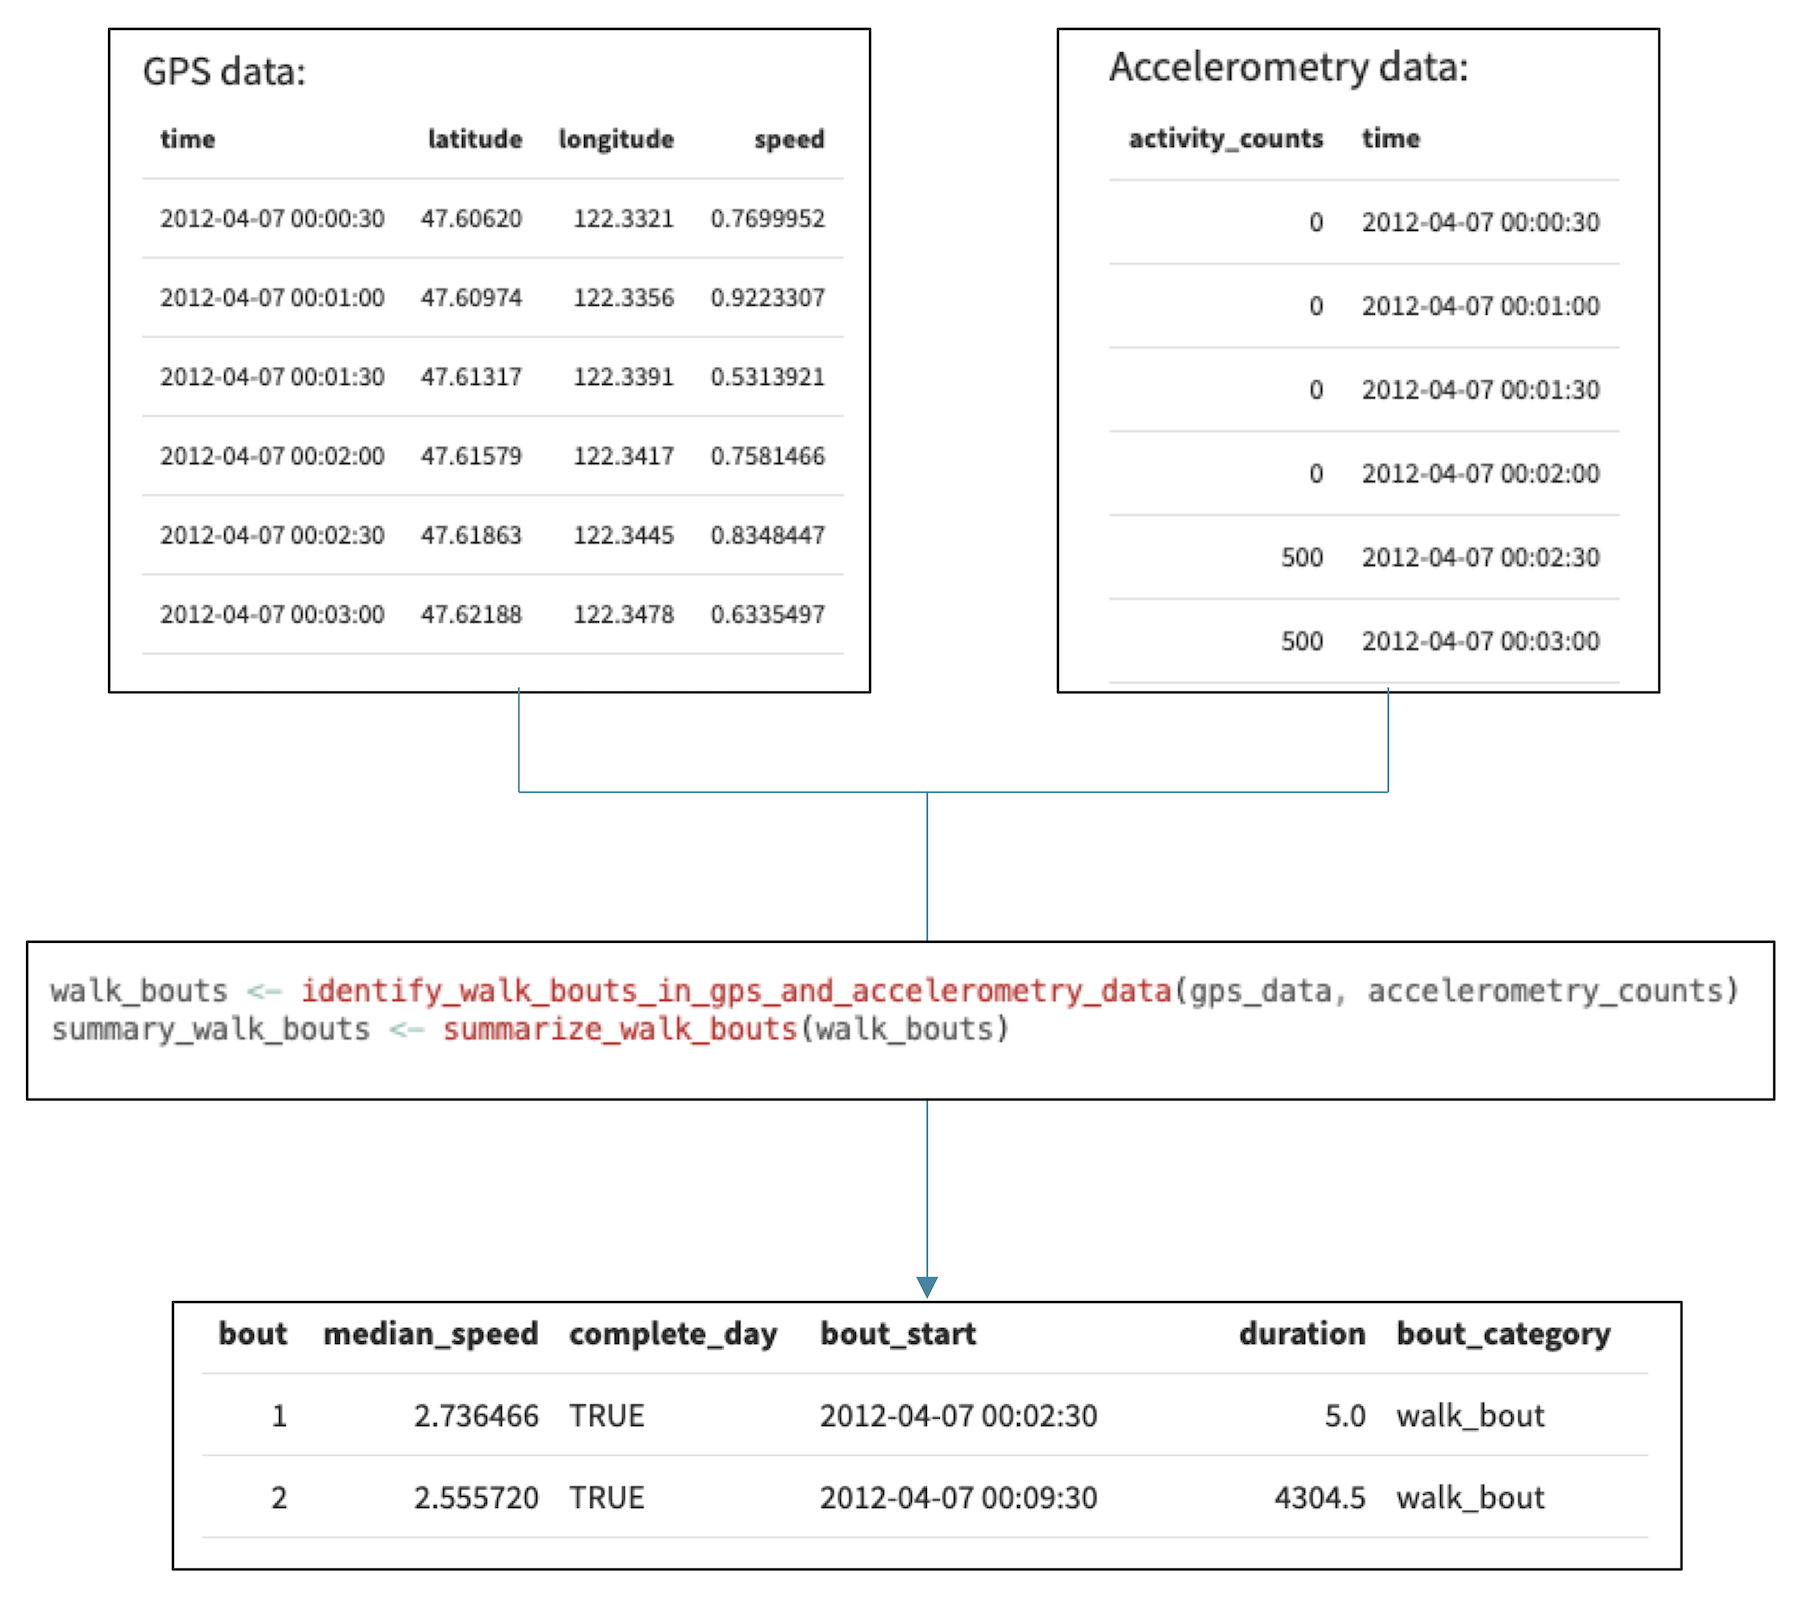 GPS data:
time latitude longitude speed
2012-04-07 00:00:30 47.60620 122.3321 0.7699952
2012-04-07 00:01:00 47.60974 122.3356 0.9223307
2012-04-07 00:01:30 47.61317 122.3391 0.5313921
2012-04-07 00:02:00 47.61579 122.3417 0.7581466
2012-04-07 00:02:30 47.61863 122.3445 0.8348447
2012-04-07 00:03:00 47.62188 122.3478 0.6335497
Accelerometry data:
activity_counts time
0 2012-04-07 00:00:30
0 2012-04-07 00:01:00
0 2012-04-07 00:01:30
0 2012-04-07 00:02:00
500 2012-04-07 00:02:30
500 2012-04-07 00:03:00
walk_bouts <- identify_walk_bouts_in_gps_and_accelerometry_data(gps_data, accelerometry_counts)
summary_walk_bouts <- summarize_walk_bouts(walk_bouts)
bout median_speed complete_day bout_start duration bout_category
1 2.736466 TRUE 2012-04-07 00:02:30 5.0 walk_bout
2 2.555720 TRUE 2012-04-07 00:09:30 4304.5 walk_bout